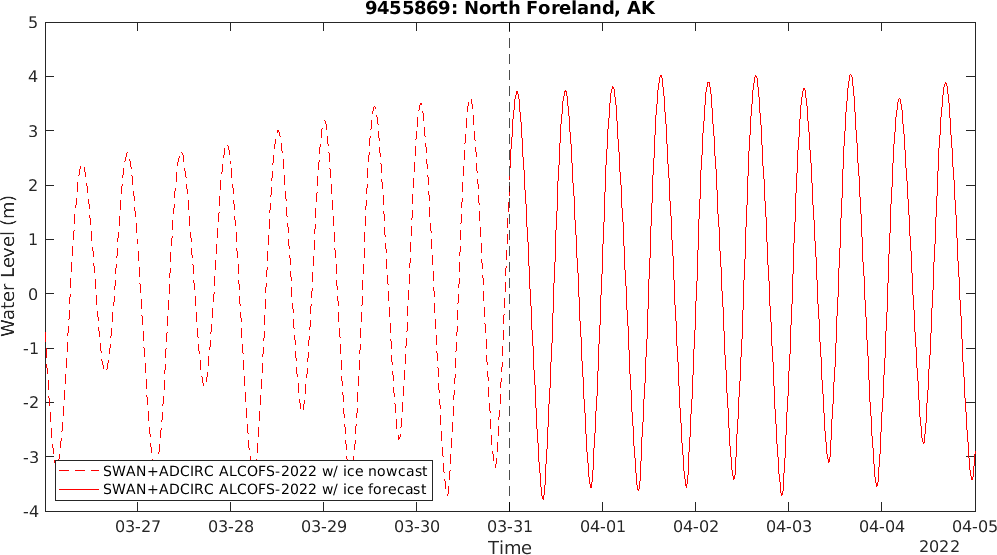 9455869: North Foreland, AK
Water Level (m)
5
4
3
2
1
0
-1
-2
-3
-4
SWAN+ADCIRC ALCOFS-2022 w/ ice nowcast
SWAN+ADCIRC ALCOFS-2022 w/ ice forecast
03-27 03-28 03-29 03-30 03-31 04-01 04-02 04-03 04-04 04-05
Time
2022